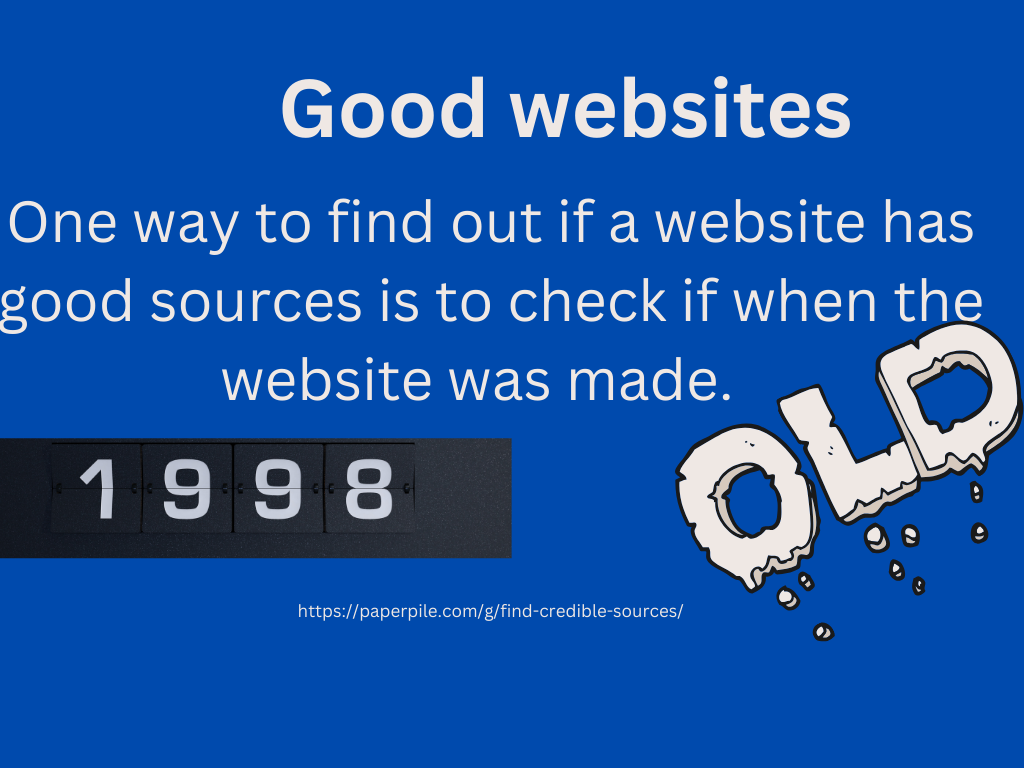 Good websites
One way to find out if a website has
good sources is to check if when the
website was made.
OLD
1998
https://paperpile.com/g/find-credible-sources/